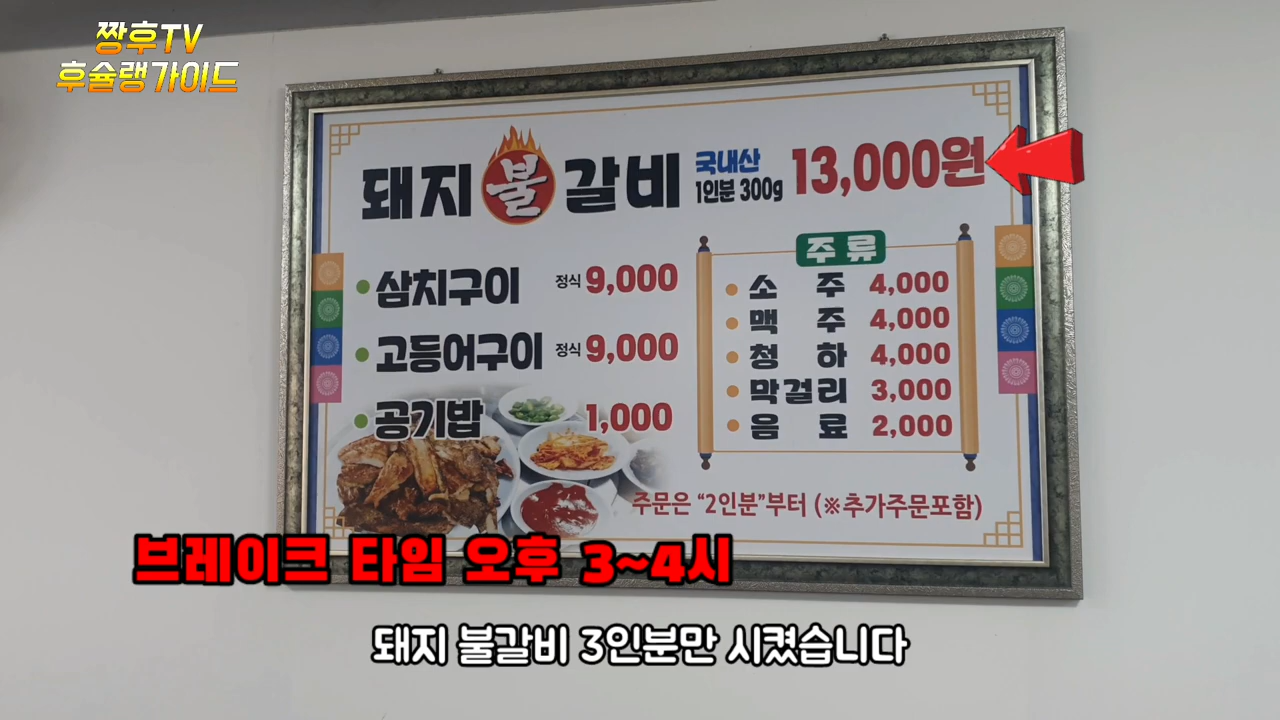 짱후TV
후슐랭가이드
돼지불갈비 국내산 1인분 300g 13,000원
삼치구이 정식 9,000
고등어구이 정식 9,000
공기밥 1,000
주류
소주 4,000
맥주 4,000
청하 4,000
막걸리 3,000
음료 2,000
주문은 “2인분”부터 (※추가주문포함)
브레이크 타임 오후 3~4시
돼지 불갈비 3인분만 시켰습니다